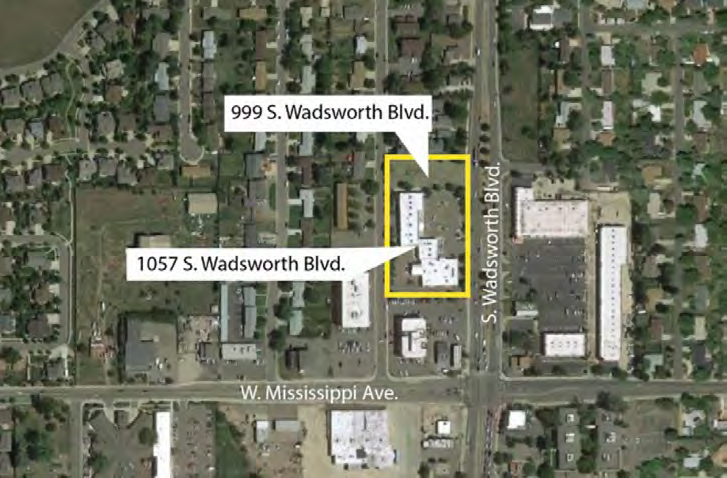 999 S. Wadsworth Blvd.
1057 S. Wadsworth Blvd.
S. Wadsworth Blvd.
W. Mississippi Ave.